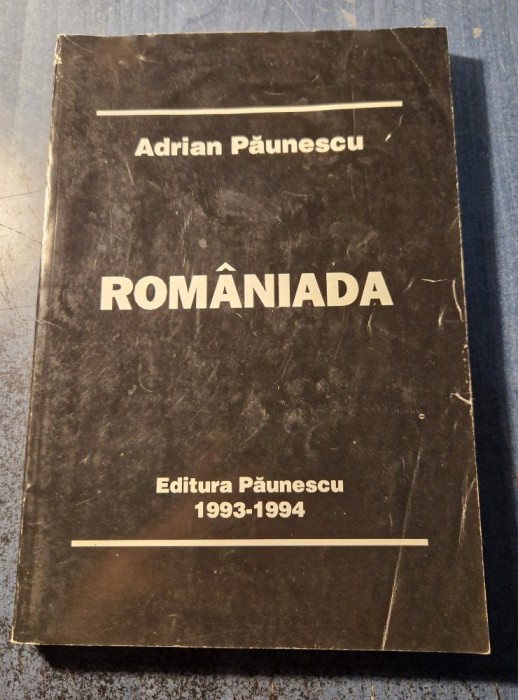 Adrian Păunescu
ROMÂNIADA
Editura Păunescu
1993-1994